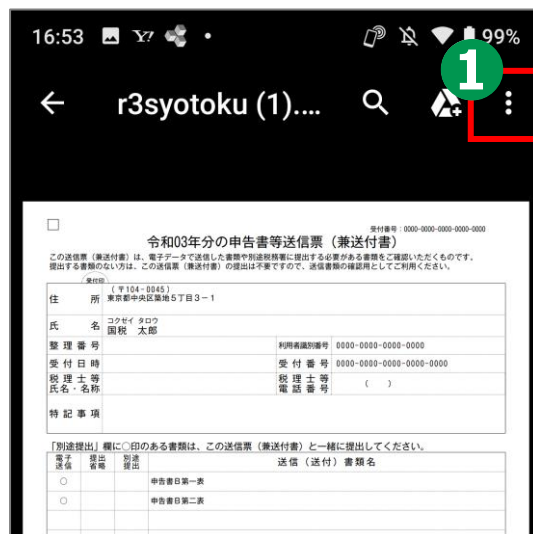 16:53 Y? 99%
1
r3syotoku (1)....
受付番号：0000-0000-0000-0000-0000
令和03年分の申告書等送信票（兼送付書）
この送信票（兼送付書）は、電子データで送信した書類や別途税務署に提出する必要がある書類をご確認いただくものです。
提出する書類のない方は、この送信票（兼送付書）の提出は不要ですので、送信書類の確認用としてご利用ください。
受付印
住 所 （〒104-0045）
東京都中央区築地５丁目３－１
氏 名 コクゼイ タロウ
国税 太郎
整理番号 利用者識別番号 0000-0000-0000-0000
受付日時 受付番号 0000-0000-0000-0000-0000
税理士等 税理士等 （ ）
氏名・名称 電話番号
特記事項
「別途提出」欄に○印のある書類は、この送信票（兼送付書）と一緒に提出してください。
電子 提出 別途 送信（送付）書類名
送信 省略 提出
○ 申告書Ｂ第一表
○ 申告書Ｂ第二表